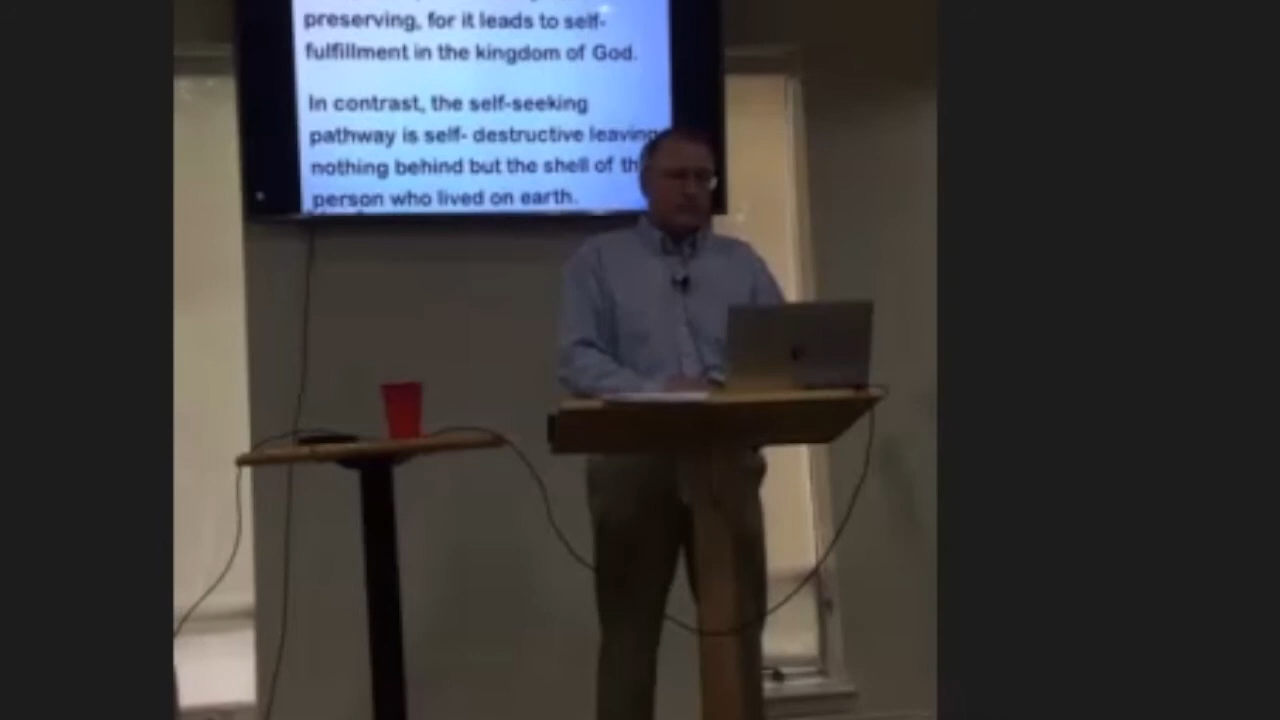 preserving, for it leads to self-
fulfillment in the kingdom of God.
In contrast, the self-seeking
pathway is self- destructive leaving
nothing behind but the shell of
person who lived on earth.